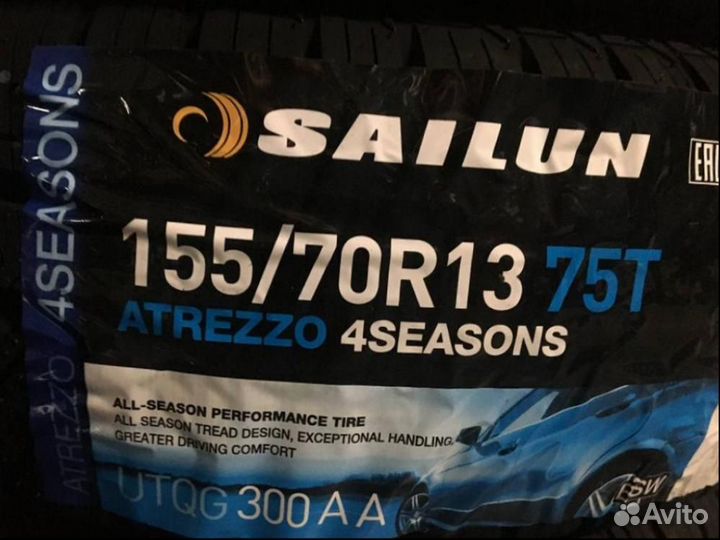 SAILUN
EAC
155/70R13 75T
ATREZZO 4SEASONS
ATREZZO / 4SEASONS
ALL-SEASON PERFORMANCE TIRE
ALL SEASON TREAD DESIGN, EXCEPTIONAL HANDLING,
GREATER DRIVING COMFORT
UTQG 300 A A
BSW
Avito